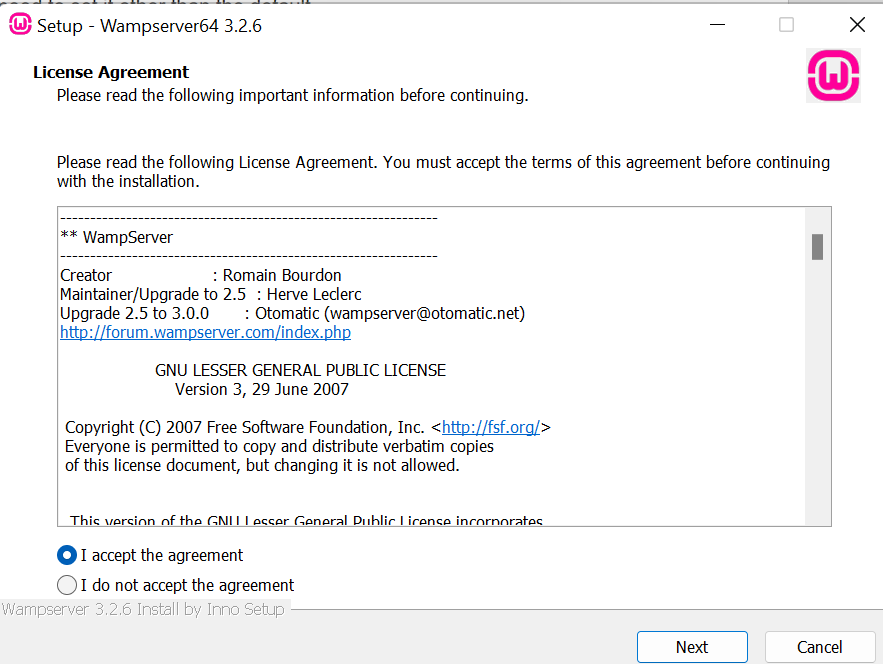 Setup - Wampserver64 3.2.6
License Agreement
Please read the following important information before continuing.
Please read the following License Agreement. You must accept the terms of this agreement before continuing
with the installation.
---------------------------------------------------------------
** WampServer
---------------------------------------------------------------
Creator : Romain Bourdon
Maintainer/Upgrade to 2.5 : Herve Leclerc
Upgrade 2.5 to 3.0.0 : Otomatic (wampserver@otomatic.net)
http://forum.wampserver.com/index.php
GNU LESSER GENERAL PUBLIC LICENSE
Version 3, 29 June 2007
Copyright (C) 2007 Free Software Foundation, Inc. <http://fsf.org/>
Everyone is permitted to copy and distribute verbatim copies
of this license document, but changing it is not allowed.
This version of the GNU Lesser General Public License incorporates
I accept the agreement
I do not accept the agreement
Wampserver 3.2.6 Install by Inno Setup
Next Cancel